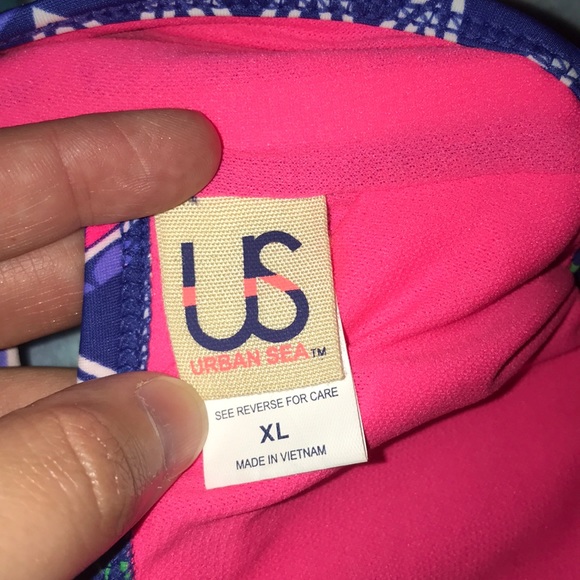 US
URBAN SEA™
SEE REVERSE FOR CARE
XL
MADE IN VIETNAM